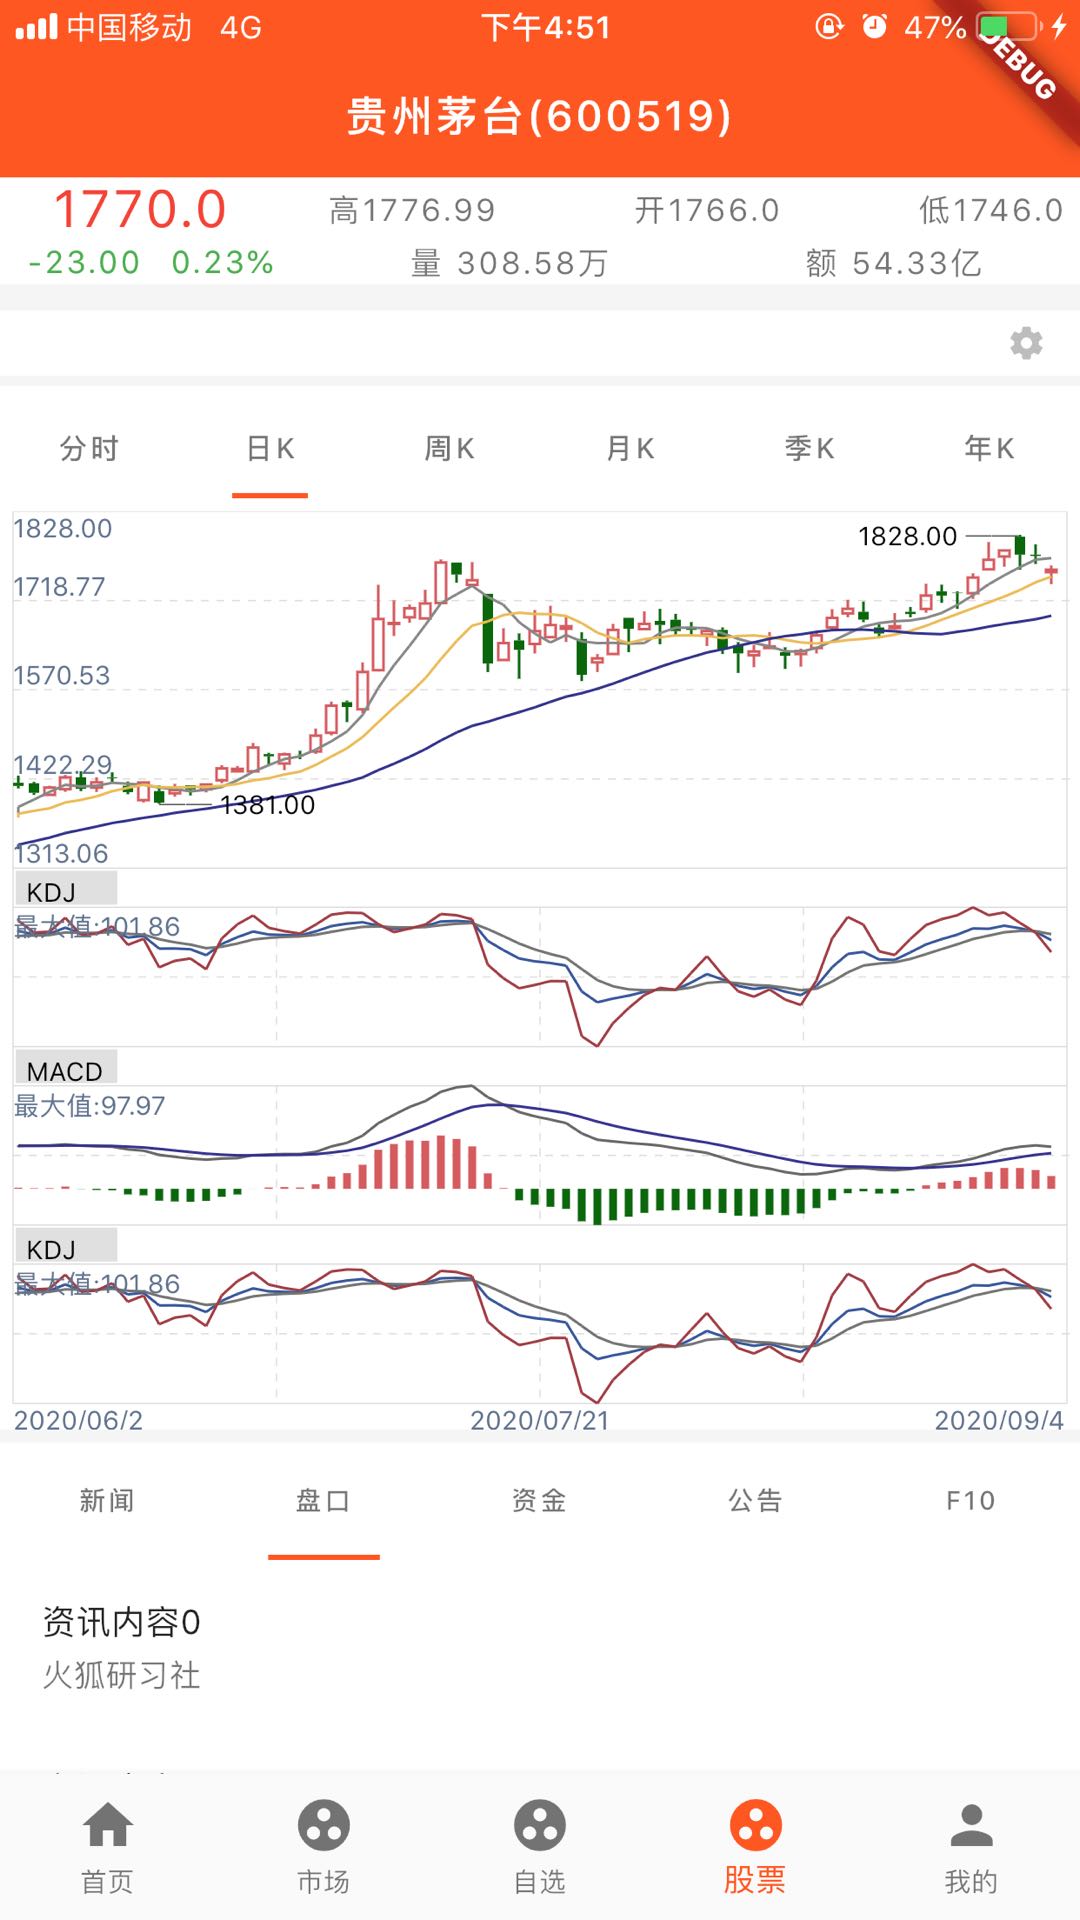 中国移动 4G 下午4:51 47%
DEBUG
贵州茅台(600519)
1770.0 高1776.99 开1766.0 低1746.0
-23.00 0.23% 量 308.58万 额 54.33亿
分时 日K 周K 月K 季K 年K
1828.00
1828.00
1718.77
1570.53
1422.29
1381.00
1313.06
KDJ
最大值:101.86
MACD
最大值:97.97
KDJ
最大值:101.86
2020/06/2 2020/07/21 2020/09/4
新闻 盘口 资金 公告 F10
资讯内容0
火狐研习社
首页 市场 自选 股票 我的